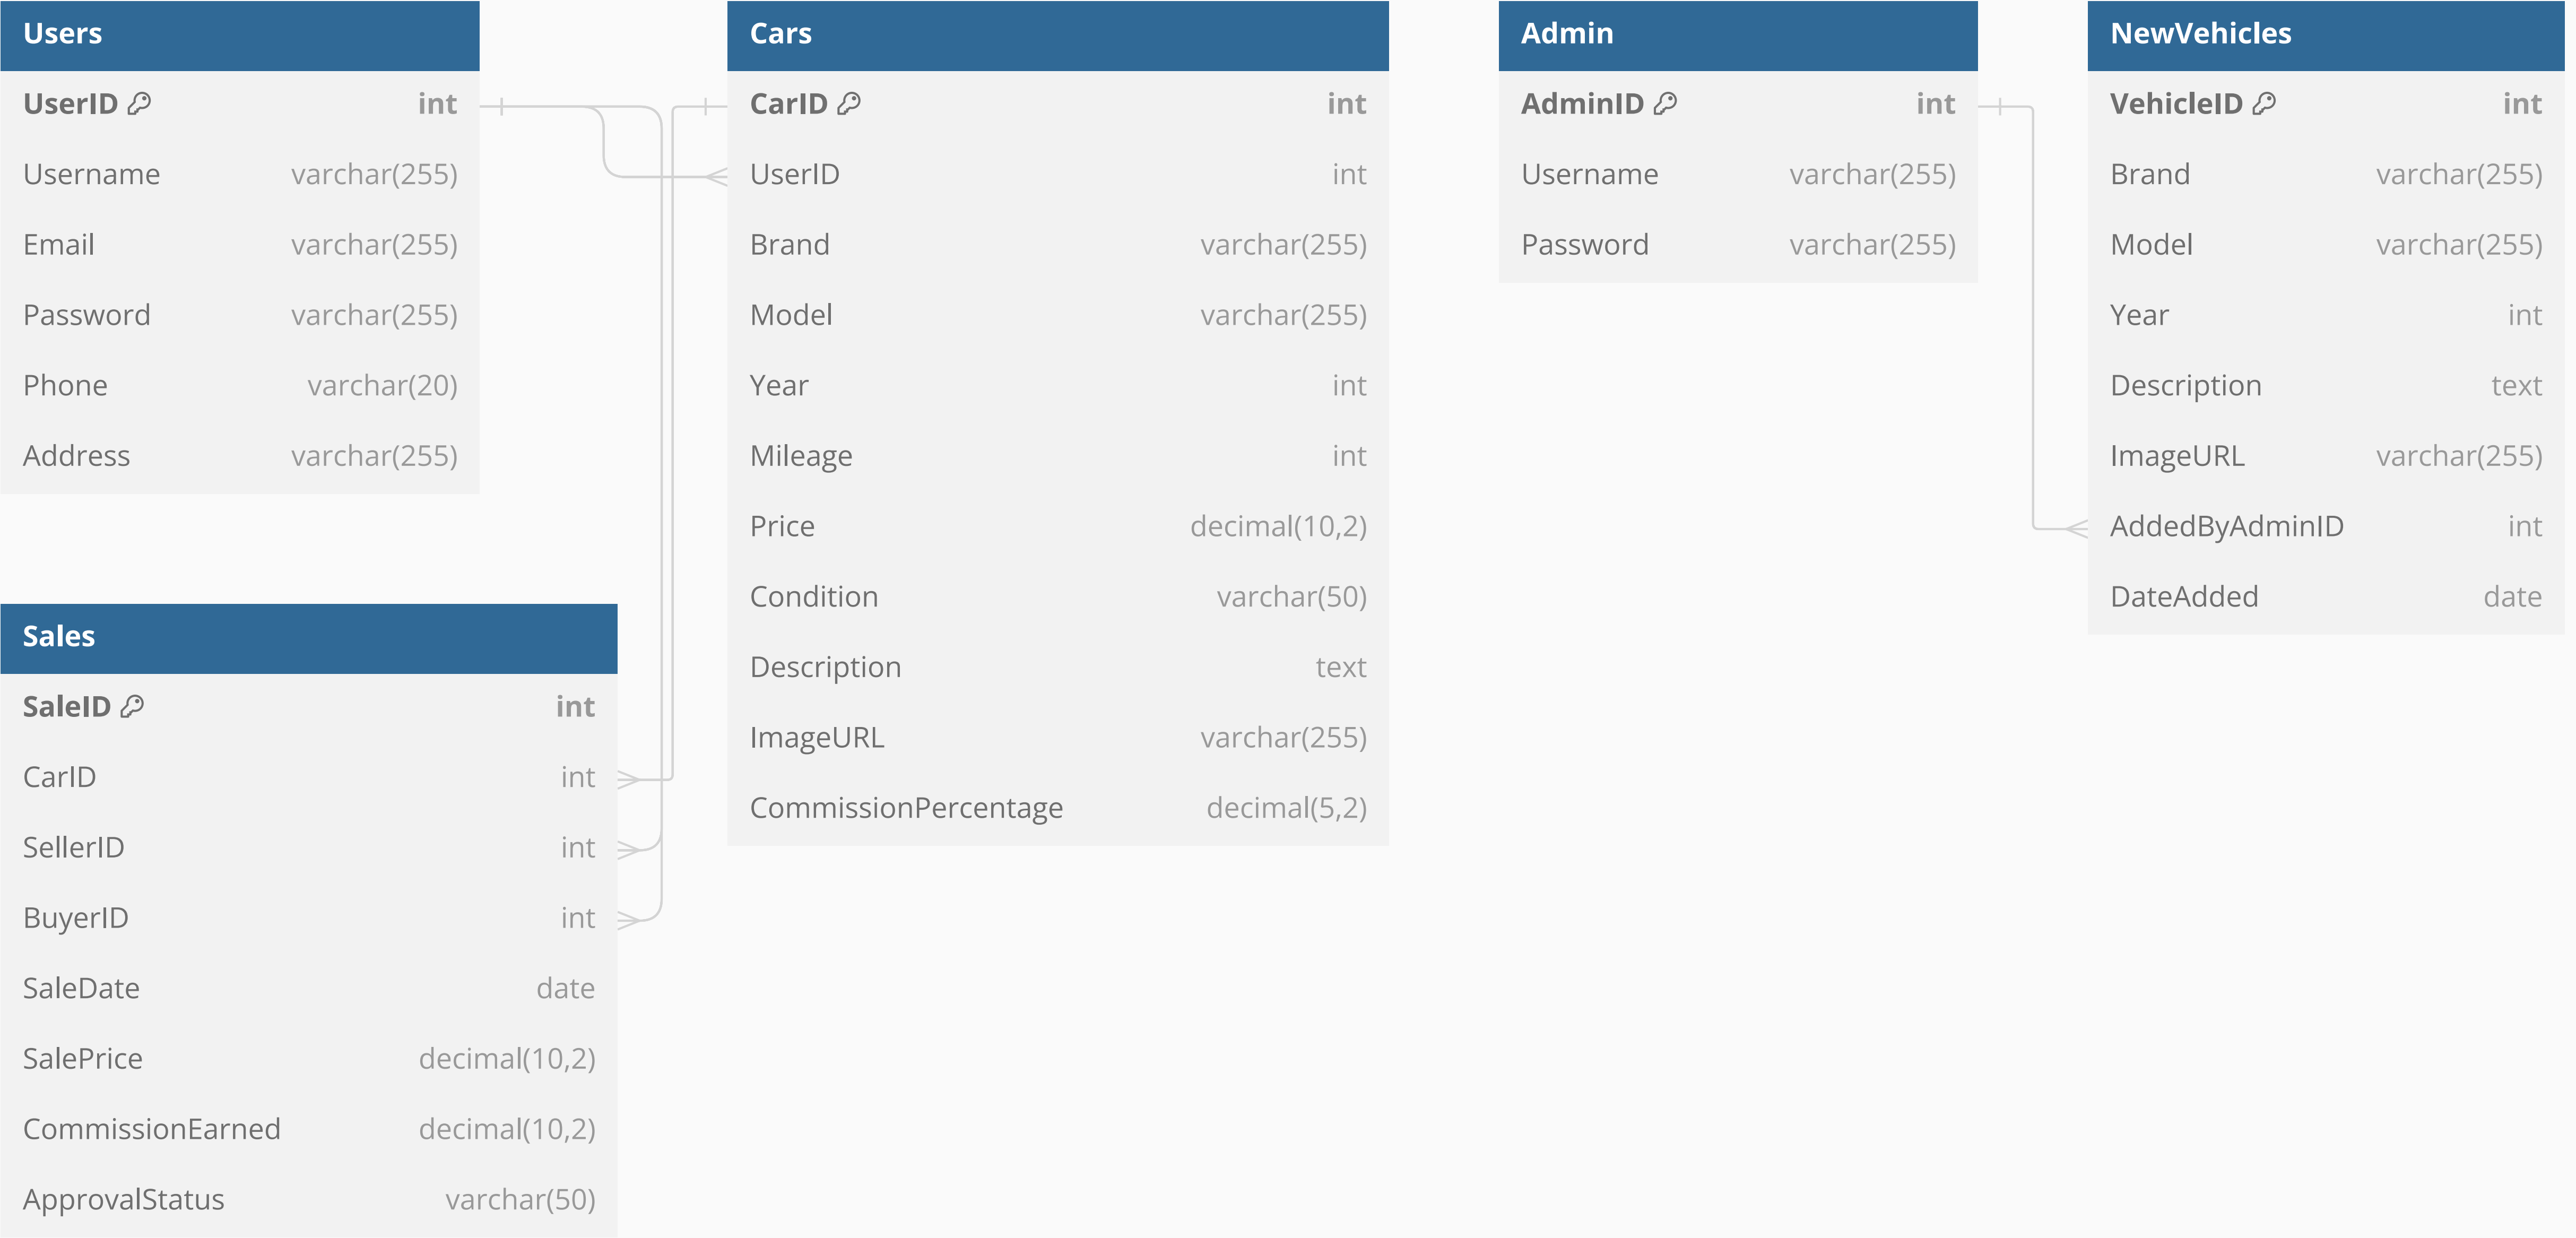 Users
UserID int
Username varchar(255)
Email varchar(255)
Password varchar(255)
Phone varchar(20)
Address varchar(255)
Cars
CarID int
UserID int
Brand varchar(255)
Model varchar(255)
Year int
Mileage int
Price decimal(10,2)
Condition varchar(50)
Description text
ImageURL varchar(255)
CommissionPercentage decimal(5,2)
Admin
AdminID int
Username varchar(255)
Password varchar(255)
NewVehicles
VehicleID int
Brand varchar(255)
Model varchar(255)
Year int
Description text
ImageURL varchar(255)
AddedByAdminID int
DateAdded date
Sales
SaleID int
CarID int
SellerID int
BuyerID int
SaleDate date
SalePrice decimal(10,2)
CommissionEarned decimal(10,2)
ApprovalStatus varchar(50)